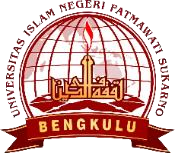 UNIVERSITAS ISLAM NEGERI FATMAWATI SUKARNO
BENGKULU